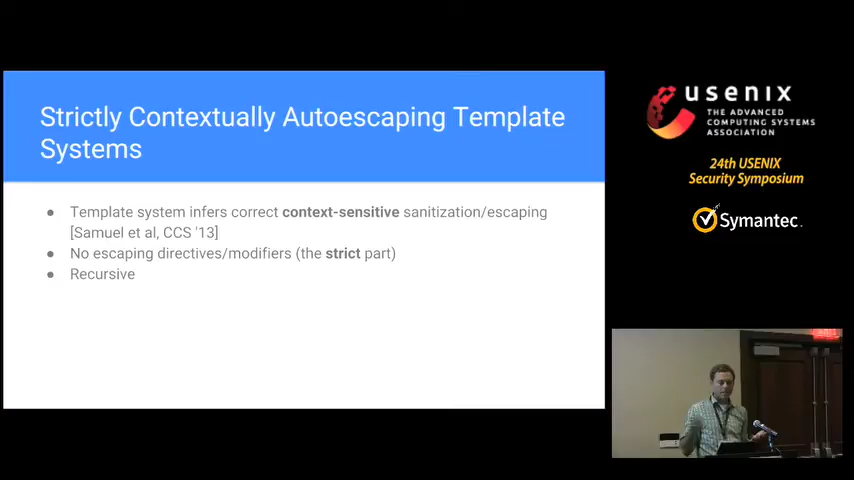 Strictly Contextually Autoescaping Template
Systems
● Template system infers correct context-sensitive sanitization/escaping
[Samuel et al, CCS '13]
● No escaping directives/modifiers (the strict part)
● Recursive
usenix
THE ADVANCED
COMPUTING SYSTEMS
ASSOCIATION
24th USENIX
Security Symposium
Symantec.